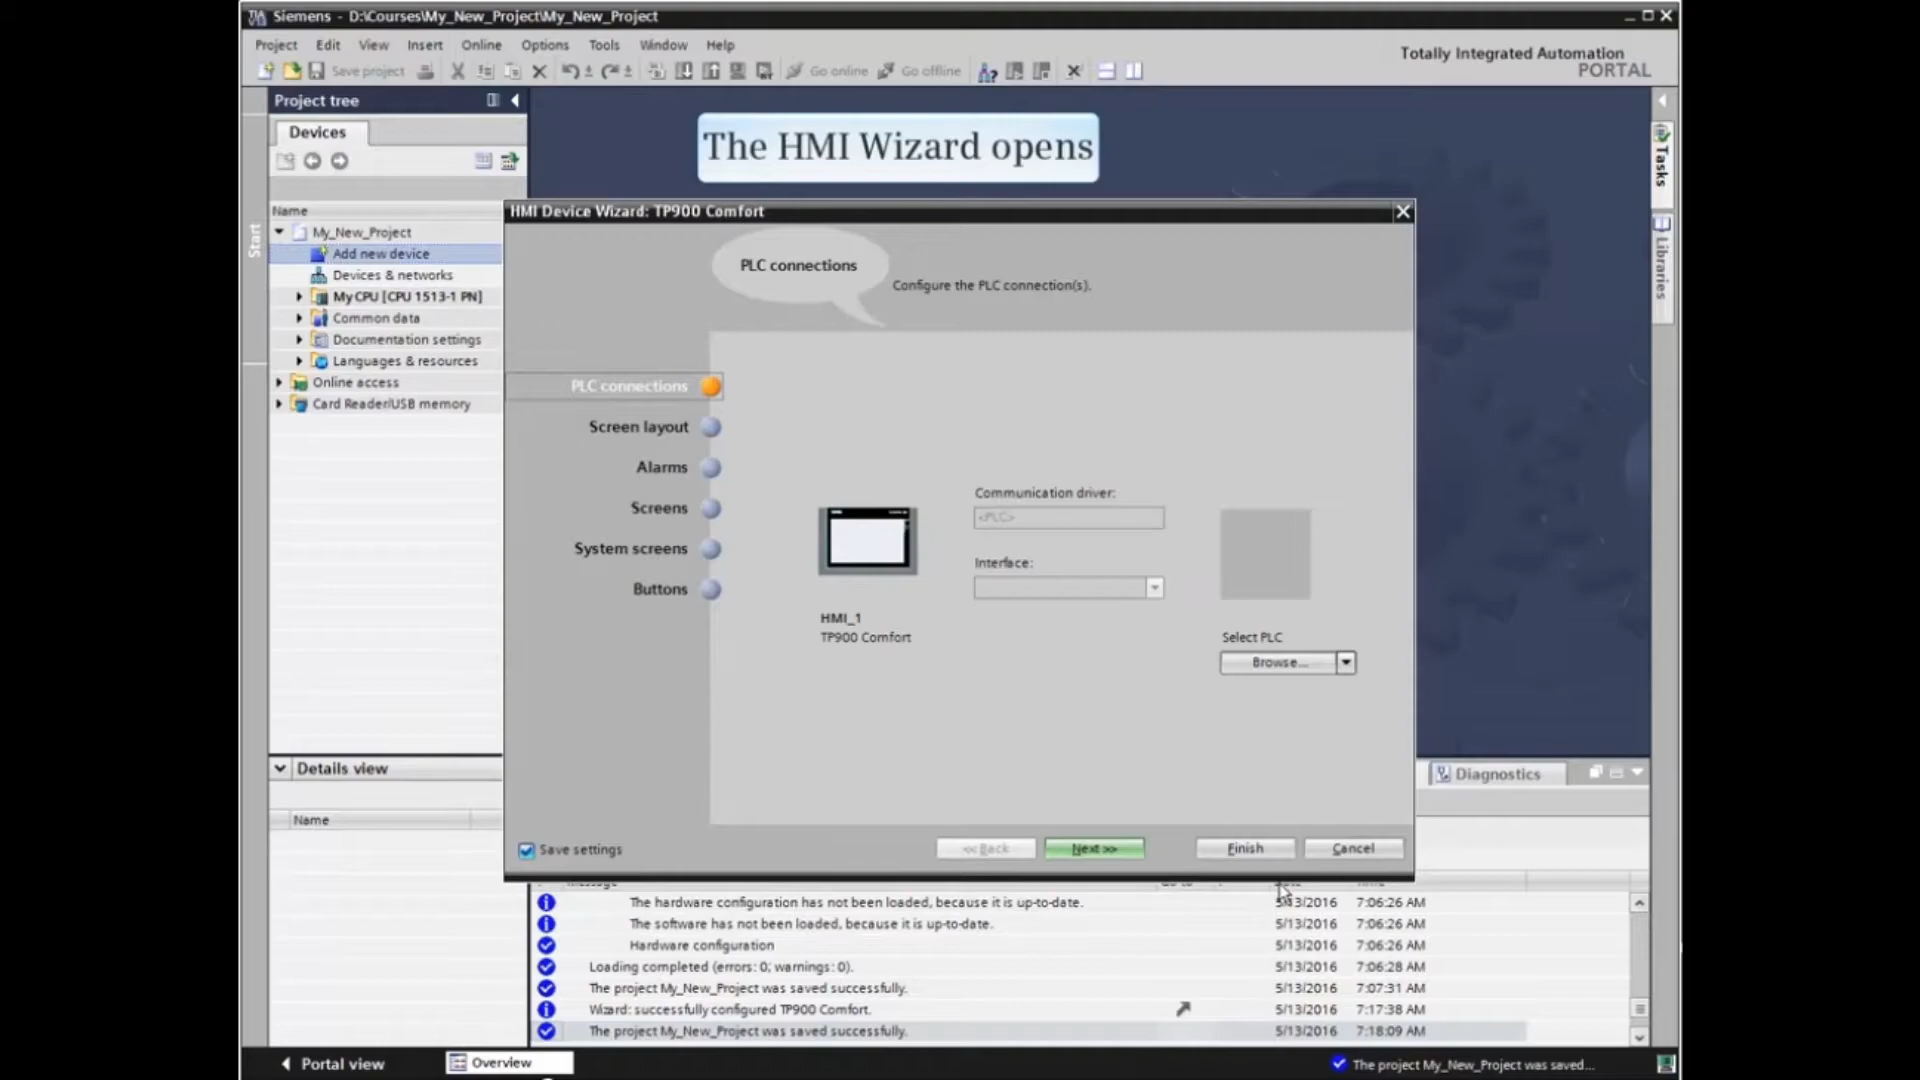 Siemens - D:\Courses\My_New_Project\My_New_Project
Project Edit View Insert Online Options Tools Window Help
Totally Integrated Automation
PORTAL
Save project
Go online
Go offline
Project tree
Devices
Start
Name
My_New_Project
Add new device
Devices & networks
My CPU [CPU 1513-1 PN]
Common data
Documentation settings
Languages & resources
Online access
Card Reader/USB memory
Details view
Name
The HMI Wizard opens
HMI Device Wizard: TP900 Comfort
PLC connections
Configure the PLC connection(s).
PLC connections
Screen layout
Alarms
Screens
System screens
Buttons
HMI_1
TP900 Comfort
Communication driver:
<PLC>
Interface:
Select PLC
Browse...
Save settings
<< Back
Next >>
Finish
Cancel
Tasks
Libraries
Diagnostics
The hardware configuration has not been loaded, because it is up-to-date. 5/13/2016 7:06:26 AM
The software has not been loaded, because it is up-to-date. 5/13/2016 7:06:26 AM
Hardware configuration 5/13/2016 7:06:26 AM
Loading completed (errors: 0; warnings: 0). 5/13/2016 7:06:28 AM
The project My_New_Project was saved successfully. 5/13/2016 7:07:31 AM
Wizard: successfully configured TP900 Comfort. 5/13/2016 7:17:38 AM
The project My_New_Project was saved successfully. 5/13/2016 7:18:09 AM
Portal view
Overview
The project My_New_Project was saved...